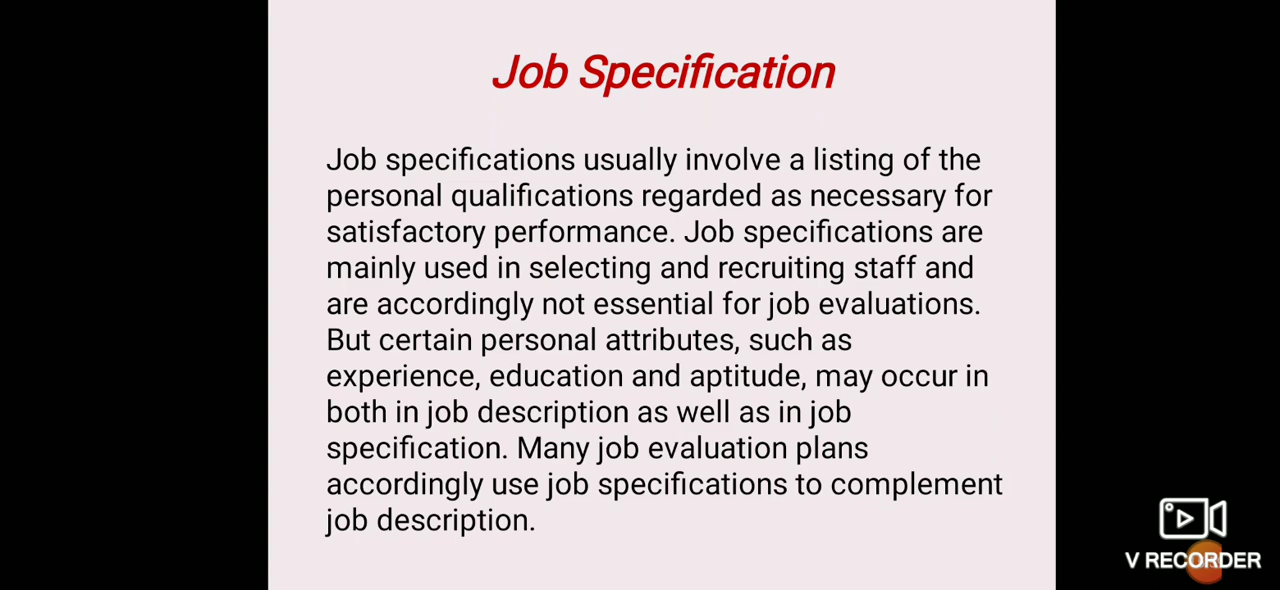 Job Specification
Job specifications usually involve a listing of the
personal qualifications regarded as necessary for
satisfactory performance. Job specifications are
mainly used in selecting and recruiting staff and
are accordingly not essential for job evaluations.
But certain personal attributes, such as
experience, education and aptitude, may occur in
both in job description as well as in job
specification. Many job evaluation plans
accordingly use job specifications to complement
job description.
V RECORDER